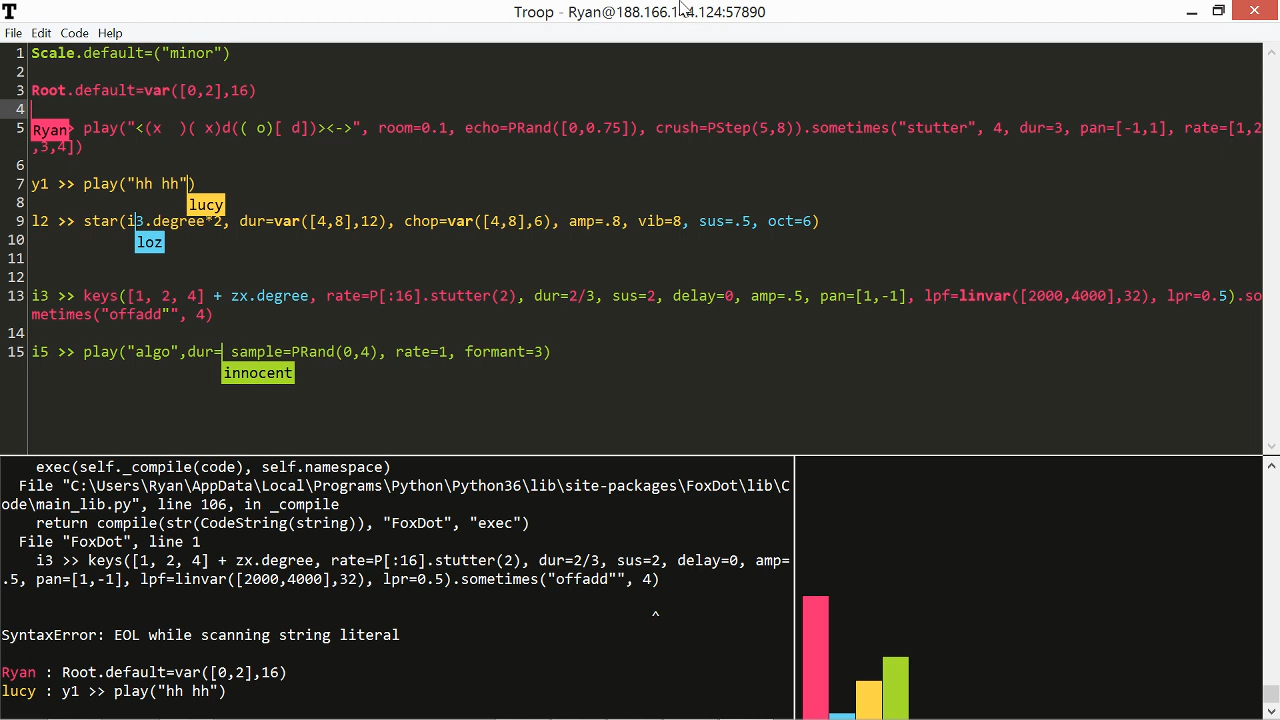 Troop - Ryan@188.166. 4.124:57890
File Edit Code Help
1 Scale.default=("minor")
2
3 Root.default=var([0,2],16)
4
5 Ryan > play("<(x  )( x)d(( o)[ d])><->", room=0.1, echo=PRand([0,0.75]), crush=PStep(5,8)).sometimes("stutter", 4, dur=3, pan=[-1,1], rate=[1,2
,3,4])
6
7 y1 >> play("hh hh")
8 lucy
9 l2 >> star(i3.degree*2, dur=var([4,8],12), chop=var([4,8],6), amp=.8, vib=8, sus=.5, oct=6)
10 loz
11
12
13 i3 >> keys([1, 2, 4] + zx.degree, rate=P[:16].stutter(2), dur=2/3, sus=2, delay=0, amp=.5, pan=[1,-1], lpf=linvar([2000,4000],32), lpr=0.5).so
metimes("offadd"", 4)
14
15 i5 >> play("algo",dur= sample=PRand(0,4), rate=1, formant=3)
innocent
exec(self._compile(code), self.namespace)
File "C:\Users\Ryan\AppData\Local\Programs\Python\Python36\lib\site-packages\FoxDot\lib\C
ode\main_lib.py", line 106, in _compile
return compile(str(CodeString(string)), "FoxDot", "exec")
File "FoxDot", line 1
i3 >> keys([1, 2, 4] + zx.degree, rate=P[:16].stutter(2), dur=2/3, sus=2, delay=0, amp=
.5, pan=[1,-1], lpf=linvar([2000,4000],32), lpr=0.5).sometimes("offadd"", 4)
^
SyntaxError: EOL while scanning string literal
Ryan : Root.default=var([0,2],16)
lucy : y1 >> play("hh hh")